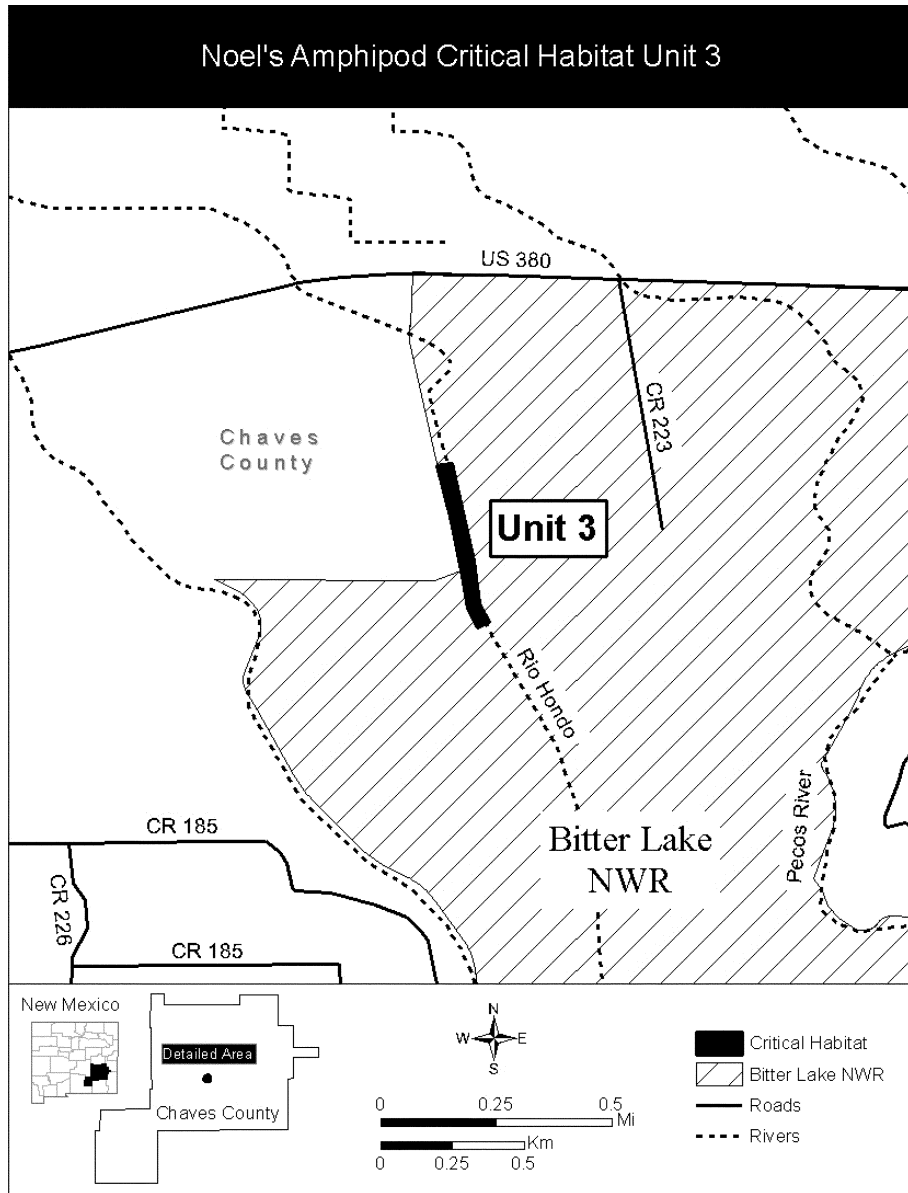 Noel's Amphipod Critical Habitat Unit 3
US 380
CR 223
Chaves
County
Unit 3
Rio Hondo
Pecos River
Bitter Lake
NWR
CR 185
CR 226
CR 185
New Mexico
Detailed Area
Chaves County
N
W E
S
0 0.25 0.5
Mi
Km
0 0.25 0.5
Critical Habitat
Bitter Lake NWR
Roads
Rivers